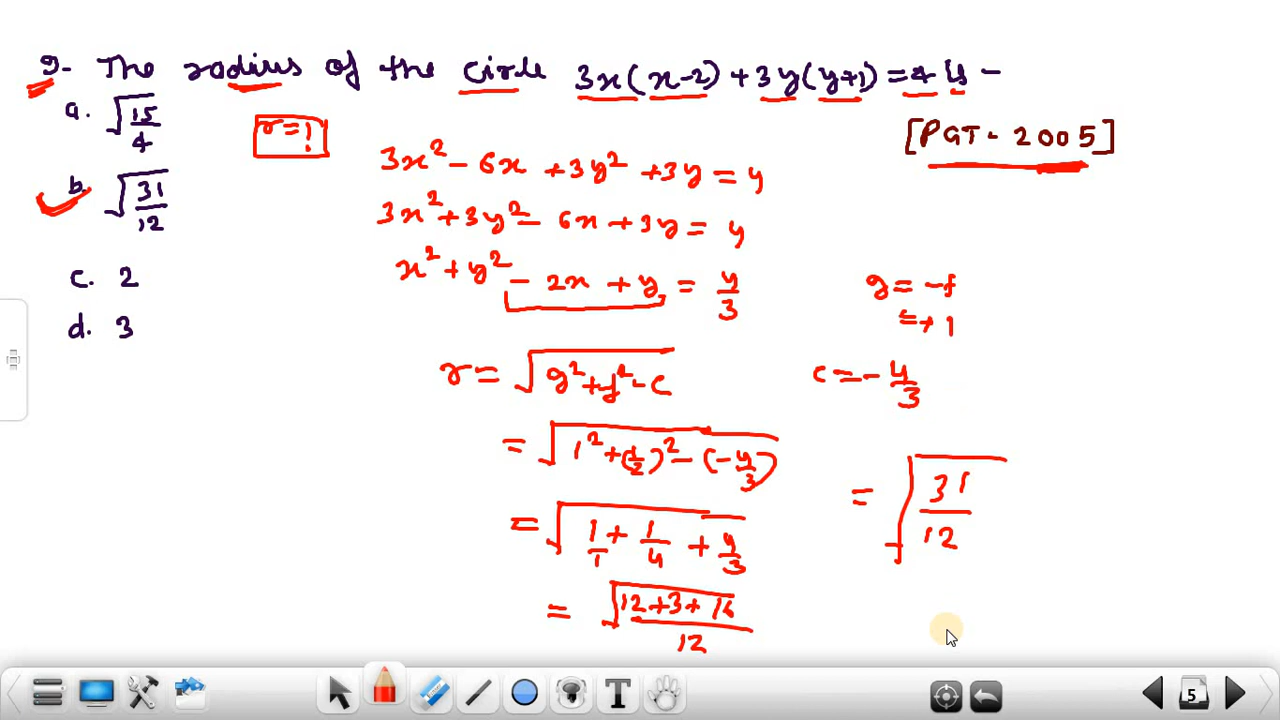 9- The radius of the circle 3x(x-2)+3y(y+1)=4 is -
[PGT- 2005]
a. √15/4
r=!
b. √31/12
c. 2
d. 3
3x² - 6x + 3y² + 3y = 4
3x² + 3y² - 6x + 3y = 4
x² + y² - 2x + y = 4/3
g = -f
= + 1
r = √g²+f²-c
c = -4/3
= √1²+(1/2)²-(-4/3)
= √1/1 + 1/4 + 4/3
= √31/12
= √12+3+16/12
T
5